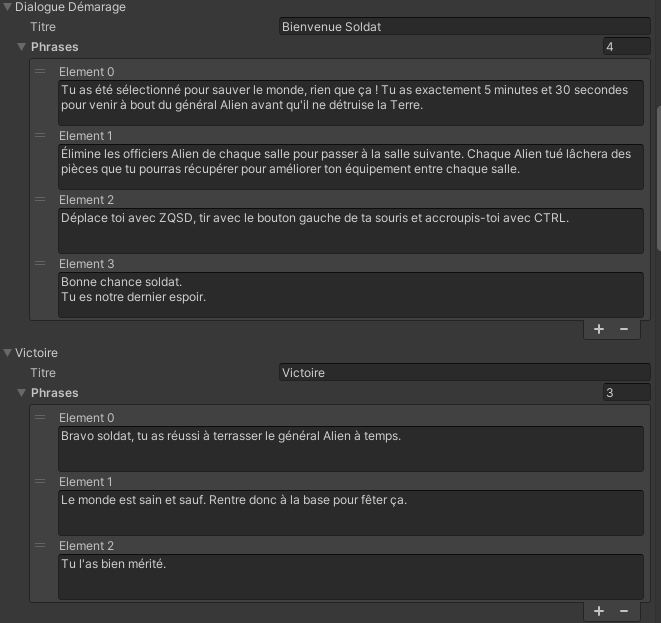 Dialogue Démarage
Titre
Bienvenue Soldat
Phrases
4
Element 0
Tu as été sélectionné pour sauver le monde, rien que ça ! Tu as exactement 5 minutes et 30 secondes
pour venir à bout du général Alien avant qu'il ne détruise la Terre.
Element 1
Élimine les officiers Alien de chaque salle pour passer à la salle suivante. Chaque Alien tué lâchera des
pièces que tu pourras récupérer pour améliorer ton équipement entre chaque salle.
Element 2
Déplace toi avec ZQSD, tir avec le bouton gauche de ta souris et accroupis-toi avec CTRL.
Element 3
Bonne chance soldat.
Tu es notre dernier espoir.
+ −
Victoire
Titre
Victoire
Phrases
3
Element 0
Bravo soldat, tu as réussi à terrasser le général Alien à temps.
Element 1
Le monde est sain et sauf. Rentre donc à la base pour fêter ça.
Element 2
Tu l'as bien mérité.
+ −